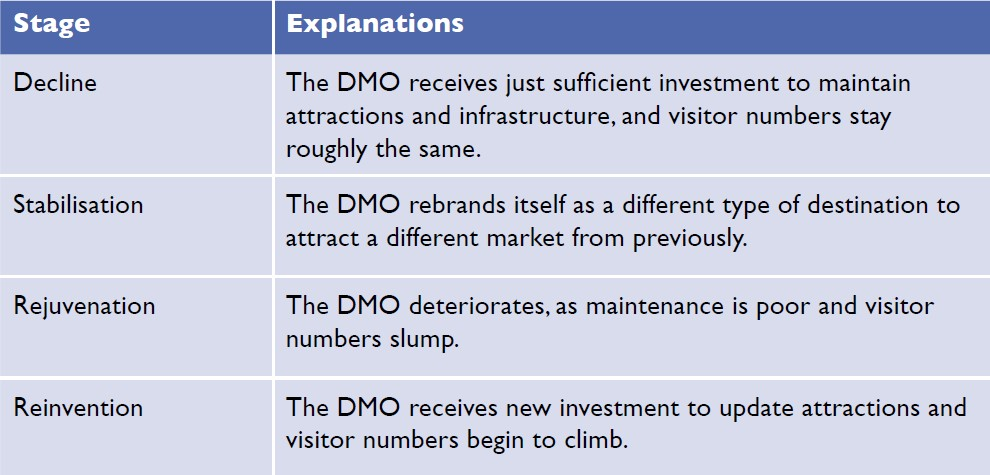 Stage
Explanations
Decline
The DMO receives just sufficient investment to maintain
attractions and infrastructure, and visitor numbers stay
roughly the same.
Stabilisation
The DMO rebrands itself as a different type of destination to
attract a different market from previously.
Rejuvenation
The DMO deteriorates, as maintenance is poor and visitor
numbers slump.
Reinvention
The DMO receives new investment to update attractions and
visitor numbers begin to climb.